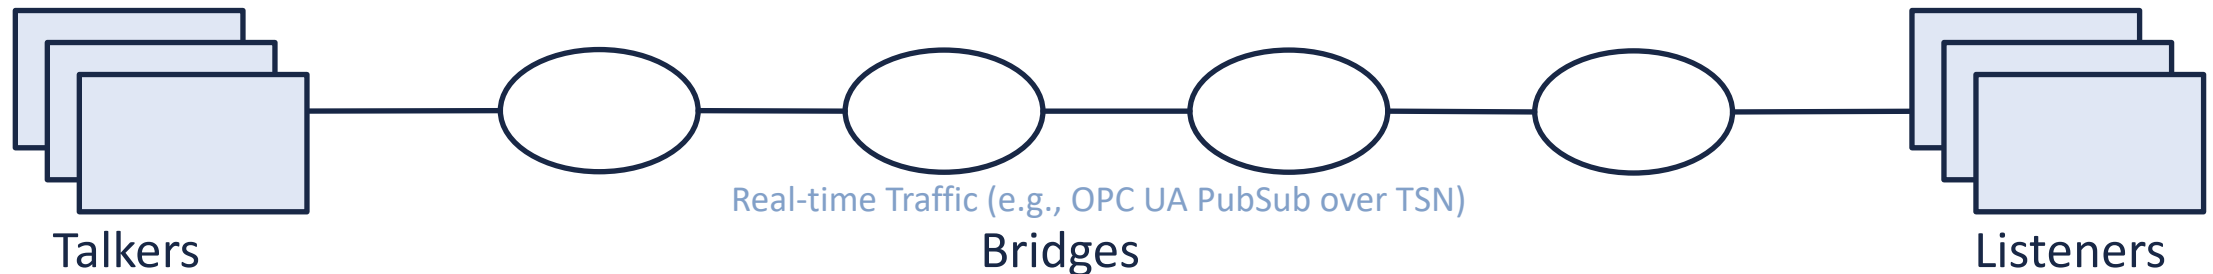 Real-time Traffic (e.g., OPC UA PubSub over TSN)
Talkers
Bridges
Listeners